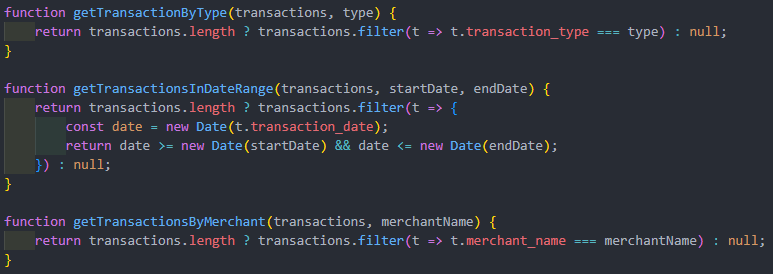 function getTransactionByType(transactions, type) {
    return transactions.length ? transactions.filter(t => t.transaction_type === type) : null;
}

function getTransactionsInDateRange(transactions, startDate, endDate) {
    return transactions.length ? transactions.filter(t => {
        const date = new Date(t.transaction_date);
        return date >= new Date(startDate) && date <= new Date(endDate);
    }) : null;
}

function getTransactionsByMerchant(transactions, merchantName) {
    return transactions.length ? transactions.filter(t => t.merchant_name === merchantName) : null;
}